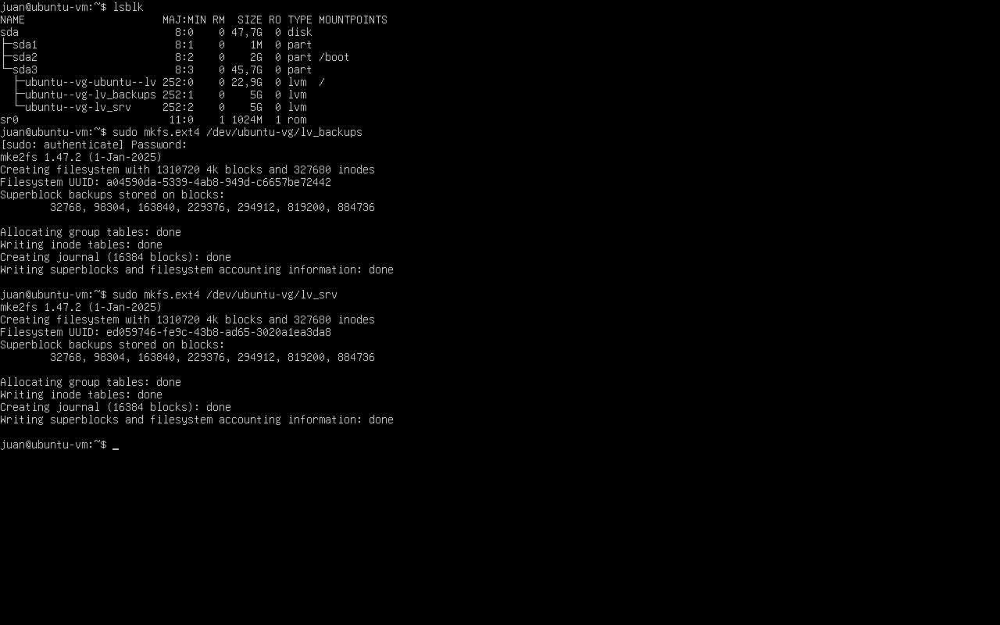 juan@ubuntu-vm:~$ lsblk
NAME                      MAJ:MIN RM  SIZE RO TYPE MOUNTPOINTS
sda                         8:0    0 47,7G  0 disk
├─sda1                      8:1    0    1M  0 part
├─sda2                      8:2    0    2G  0 part /boot
└─sda3                      8:3    0 45,7G  0 part
  ├─ubuntu--vg-ubuntu--lv 252:0    0 22,9G  0 lvm  /
  ├─ubuntu--vg-lv_backups 252:1    0    5G  0 lvm
  └─ubuntu--vg-lv_srv     252:2    0    5G  0 lvm
sr0                        11:0    1 1024M  1 rom
juan@ubuntu-vm:~$ sudo mkfs.ext4 /dev/ubuntu-vg/lv_backups
[sudo: authenticate] Password:
mke2fs 1.47.2 (1-Jan-2025)
Creating filesystem with 1310720 4k blocks and 327680 inodes
Filesystem UUID: a04590da-5339-4ab8-949d-c6657be72442
Superblock backups stored on blocks:
        32768, 98304, 163840, 229376, 294912, 819200, 884736

Allocating group tables: done
Writing inode tables: done
Creating journal (16384 blocks): done
Writing superblocks and filesystem accounting information: done

juan@ubuntu-vm:~$ sudo mkfs.ext4 /dev/ubuntu-vg/lv_srv
mke2fs 1.47.2 (1-Jan-2025)
Creating filesystem with 1310720 4k blocks and 327680 inodes
Filesystem UUID: ed059746-fe9c-43b8-ad65-3020a1ea3da8
Superblock backups stored on blocks:
        32768, 98304, 163840, 229376, 294912, 819200, 884736

Allocating group tables: done
Writing inode tables: done
Creating journal (16384 blocks): done
Writing superblocks and filesystem accounting information: done

juan@ubuntu-vm:~$ _